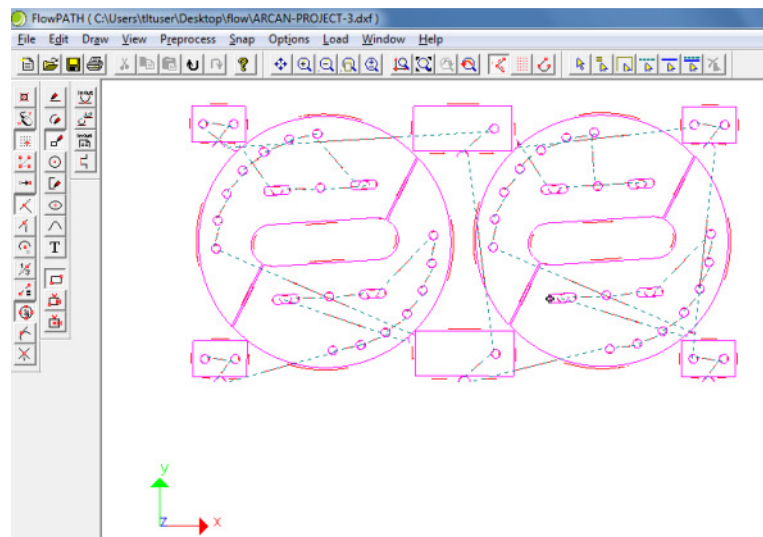 FlowPATH ( C:\Users\tltuser\Desktop\flow\ARCAN-PROJECT-3.dxf )
File Edit Draw View Preprocess Snap Options Load Window Help
T
y
z
x